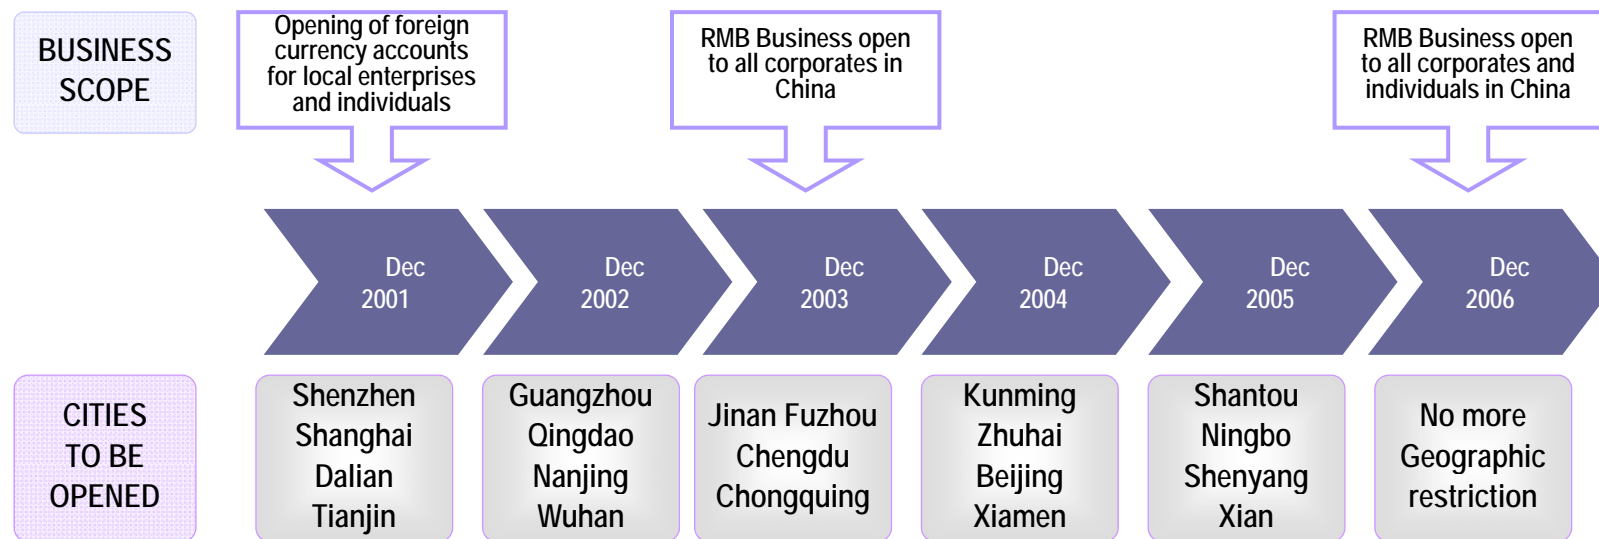 BUSINESS
SCOPE
Opening of foreign
currency accounts
for local enterprises
and individuals
RMB Business open
to all corporates in
China
RMB Business open
to all corporates and
individuals in China
Dec
2001
Dec
2002
Dec
2003
Dec
2004
Dec
2005
Dec
2006
CITIES
TO BE
OPENED
Shenzhen
Shanghai
Dalian
Tianjin
Guangzhou
Qingdao
Nanjing
Wuhan
Jinan Fuzhou
Chengdu
Chongquing
Kunming
Zhuhai
Beijing
Xiamen
Shantou
Ningbo
Shenyang
Xian
No more
Geographic
restriction